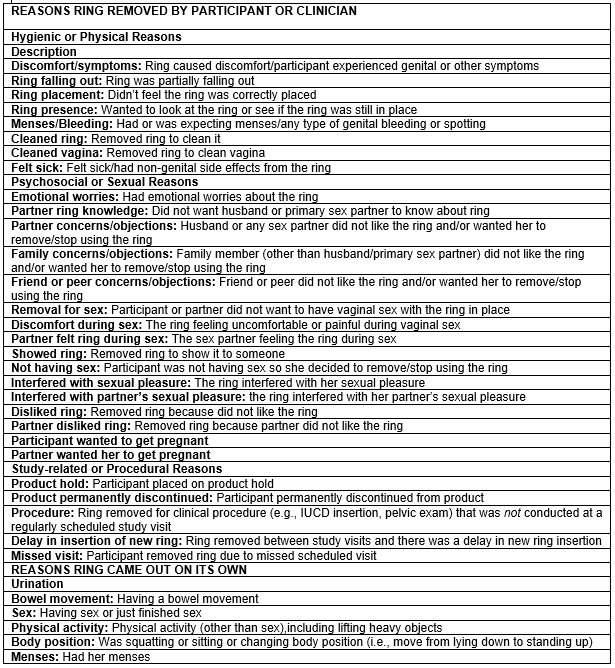 REASONS RING REMOVED BY PARTICIPANT OR CLINICIAN
Hygienic or Physical Reasons
Description
Discomfort/symptoms: Ring caused discomfort/participant experienced genital or other symptoms
Ring falling out: Ring was partially falling out
Ring placement: Didn't feel the ring was correctly placed
Ring presence: Wanted to look at the ring or see if the ring was still in place
Menses/Bleeding: Had or was expecting menses/any type of genital bleeding or spotting
Cleaned ring: Removed ring to clean it
Cleaned vagina: Removed ring to clean vagina
Felt sick: Felt sick/had non-genital side effects from the ring
Psychosocial or Sexual Reasons
Emotional worries: Had emotional worries about the ring
Partner ring knowledge: Did not want husband or primary sex partner to know about ring
Partner concerns/objections: Husband or any sex partner did not like the ring and/or wanted her to
remove/stop using the ring
Family concerns/objections: Family member (other than husband/primary sex partner) did not like the ring
and/or wanted her to remove/stop using the ring
Friend or peer concerns/objections: Friend or peer did not like the ring and/or wanted her to remove/stop
using the ring
Removal for sex: Participant or partner did not want to have vaginal sex with the ring in place
Discomfort during sex: The ring feeling uncomfortable or painful during vaginal sex
Partner felt ring during sex: The sex partner feeling the ring during sex
Showed ring: Removed ring to show it to someone
Not having sex: Participant was not having sex so she decided to remove/stop using the ring
Interfered with sexual pleasure: The ring interfered with her sexual pleasure
Interfered with partner's sexual pleasure: the ring interfered with her partner's sexual pleasure
Disliked ring: Removed ring because did not like the ring
Partner disliked ring: Removed ring because partner did not like the ring
Participant wanted to get pregnant
Partner wanted her to get pregnant
Study-related or Procedural Reasons
Product hold: Participant placed on product hold
Product permanently discontinued: Participant permanently discontinued from product
Procedure: Ring removed for clinical procedure (e.g., IUCD insertion, pelvic exam) that was not conducted at a
regularly scheduled study visit
Delay in insertion of new ring: Ring removed between study visits and there was a delay in new ring insertion
Missed visit: Participant removed ring due to missed scheduled visit
REASONS RING CAME OUT ON ITS OWN
Urination
Bowel movement: Having a bowel movement
Sex: Having sex or just finished sex
Physical activity: Physical activity (other than sex),including lifting heavy objects
Body position: Was squatting or sitting or changing body position (i.e., move from lying down to standing up)
Menses: Had her menses